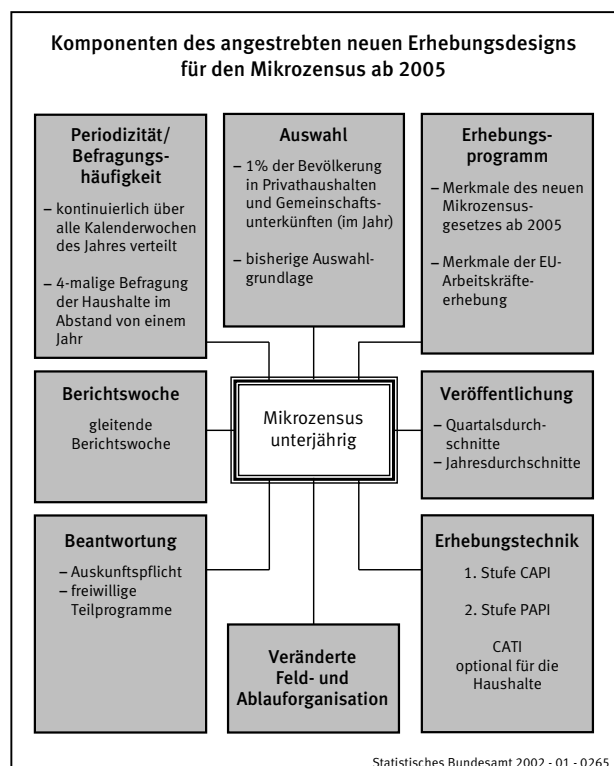 Komponenten des angestrebten neuen Erhebungsdesigns
für den Mikrozensus ab 2005
Periodizität/
Befragungs-
häufigkeit
– kontinuierlich über
alle Kalenderwochen
des Jahres verteilt
– 4-malige Befragung
der Haushalte im
Abstand von einem
Jahr
Auswahl
– 1% der Bevölkerung
in Privathaushalten
und Gemeinschafts-
unterkünften (im Jahr)
– bisherige Auswahl-
grundlage
Erhebungs-
programm
– Merkmale des neuen
Mikrozensus-
gesetzes ab 2005
– Merkmale der EU-
Arbeitskräfte-
erhebung
Berichtswoche
gleitende
Berichtswoche
Mikrozensus
unterjährig
Veröffentlichung
– Quartalsdurch-
schnitte
– Jahresdurchschnitte
Beantwortung
– Auskunftspflicht
– freiwillige
Teilprogramme
Veränderte
Feld- und
Ablauforganisation
Erhebungstechnik
1. Stufe CAPI
2. Stufe PAPI
CATI
optional für die
Haushalte
Statistisches Bundesamt 2002 - 01 - 0265